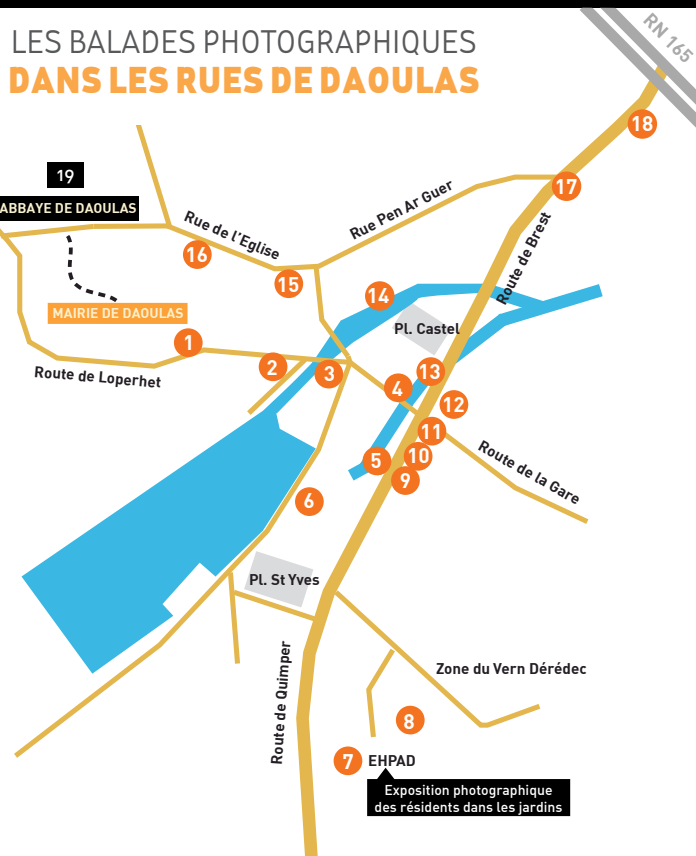 LES BALADES PHOTOGRAPHIQUES
DANS LES RUES DE DAOULAS
RN 165
18
19
ABBAYE DE DAOULAS
17
Rue Pen Ar Guer
Rue de l'Eglise
Route de Brest
16
15
14
MAIRIE DE DAOULAS
Pl. Castel
1
2
3
Route de Loperhet
13
4
12
11
10
5
9
Route de la Gare
6
Pl. St Yves
Route de Quimper
Zone du Vern Dérédec
8
7
EHPAD
Exposition photographique
des résidents dans les jardins